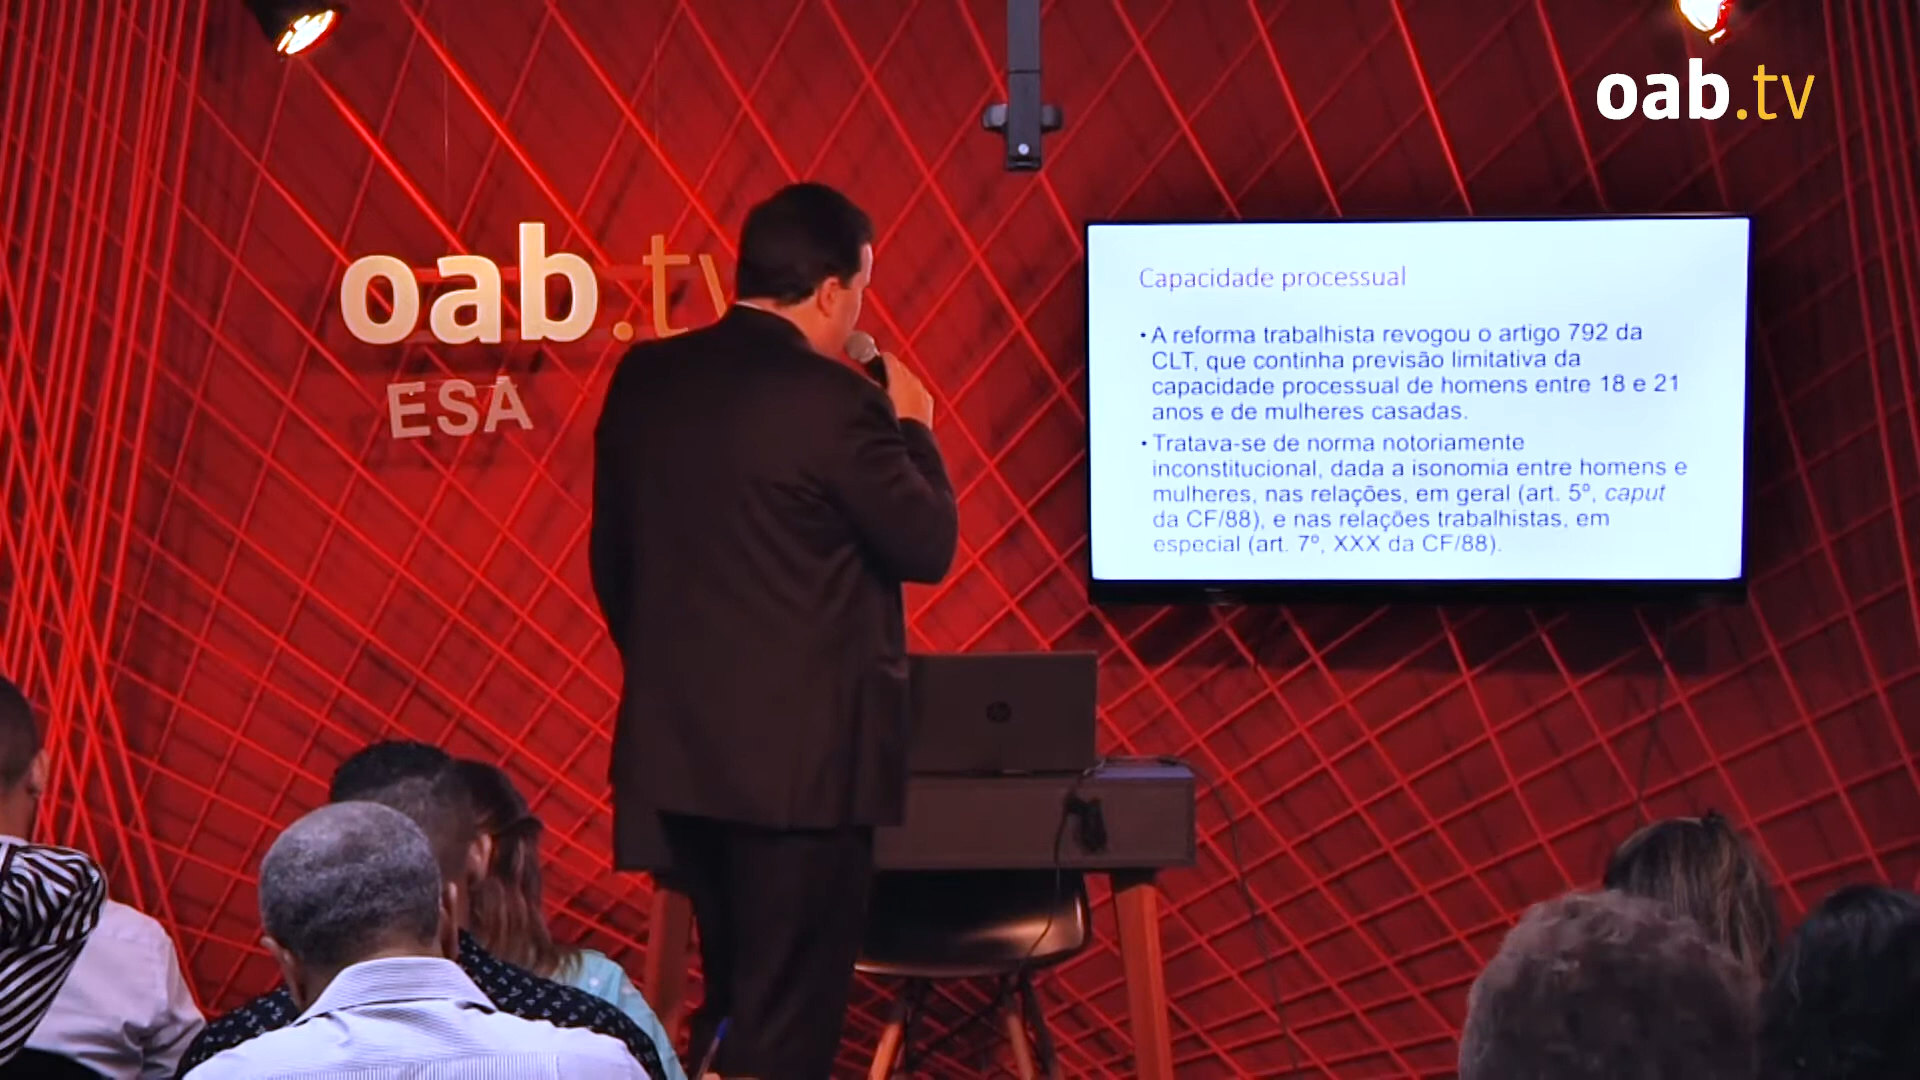 oab.tv
oab.tv
ESA
Capacidade processual
• A reforma trabalhista revogou o artigo 792 da
CLT, que continha previsão limitativa da
capacidade processual de homens entre 18 e 21
anos e de mulheres casadas.
• Tratava-se de norma notoriamente
inconstitucional, dada a isonomia entre homens e
mulheres, nas relações, em geral (art. 5º, caput
da CF/88), e nas relações trabalhistas, em
especial (art. 7º, XXX da CF/88).
hp